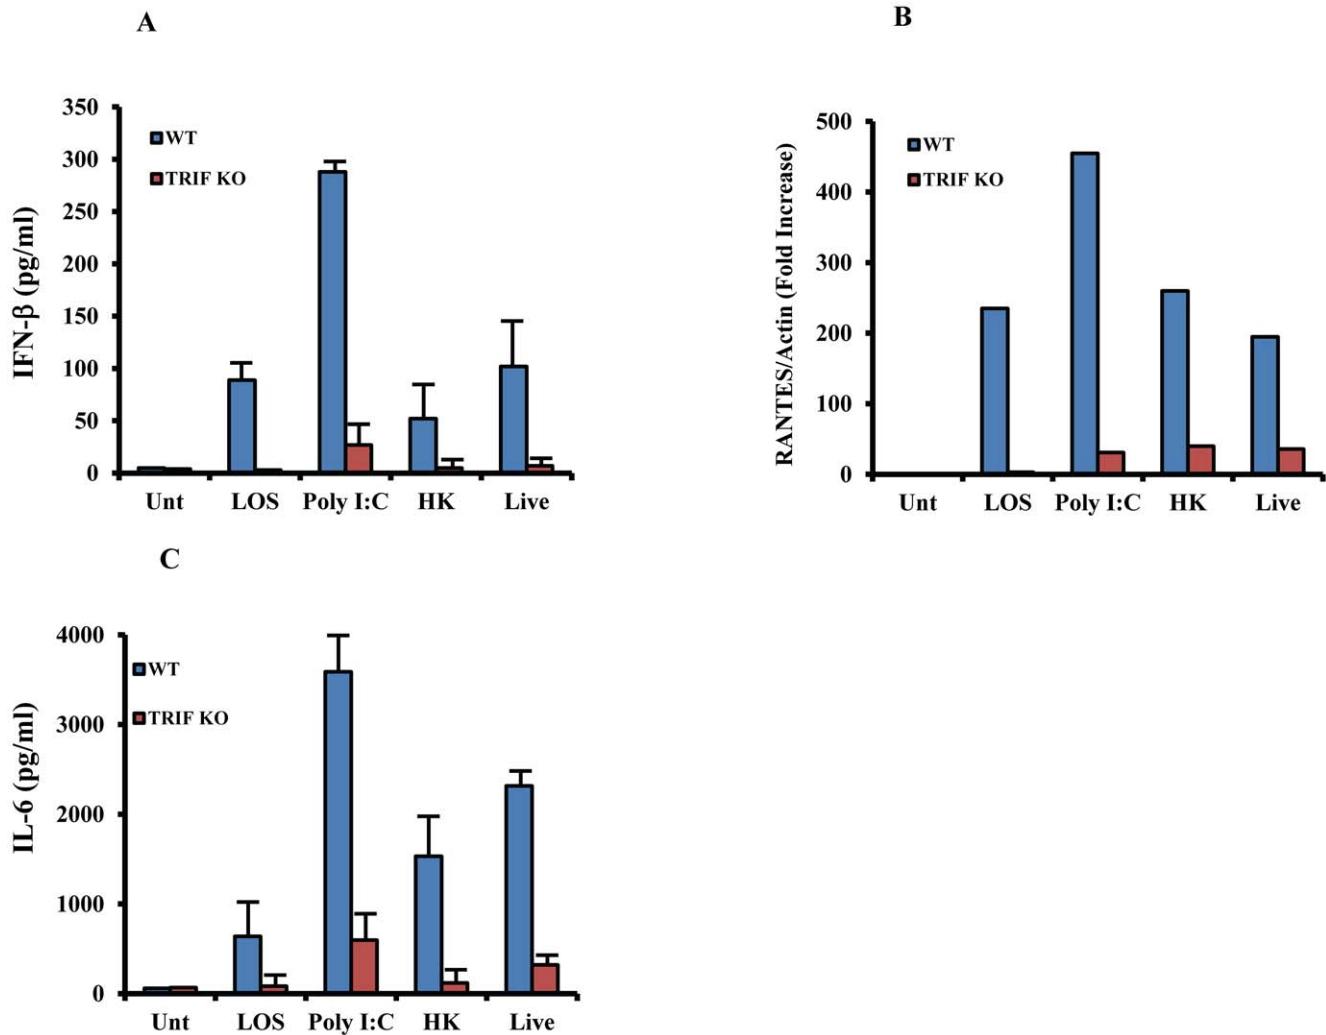 A
B
350
300
250
200
150
100
50
0
IFN-β (pg/ml)
WT
TRIF KO
Unt LOS Poly I:C HK Live
500
400
300
200
100
0
RANTES/Actin (Fold Increase)
WT
TRIF KO
Unt LOS Poly I:C HK Live
C
4000
3000
2000
1000
0
IL-6 (pg/ml)
WT
TRIF KO
Unt LOS Poly I:C HK Live